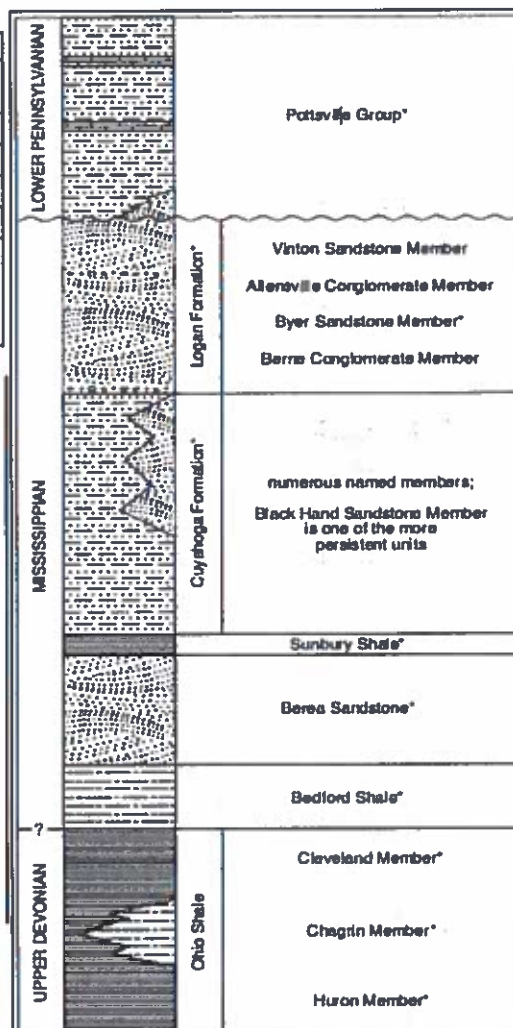 LOWER PENNSYLVANIAN
Pottsville Group*
MISSISSIPPIAN
Logan Formation*
Vinton Sandstone Member
Allensville Conglomerate Member
Byer Sandstone Member*
Berne Conglomerate Member
Cuyahoga Formation*
numerous named members;
Black Hand Sandstone Member
is one of the more
persistent units
Sunbury Shale*
Berea Sandstone*
Bedford Shale*
?
UPPER DEVONIAN
Ohio Shale
Cleveland Member*
Chagrin Member*
Huron Member*